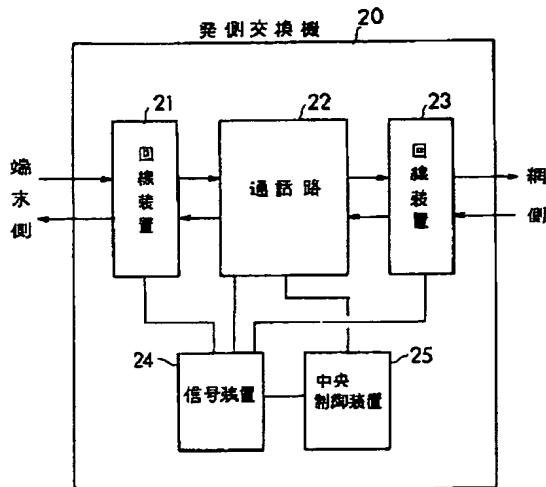 発側交換機
20
21
22
23
端末側
回線装置
通話路
回線装置
網側
24
25
信号装置
中央
制御装置